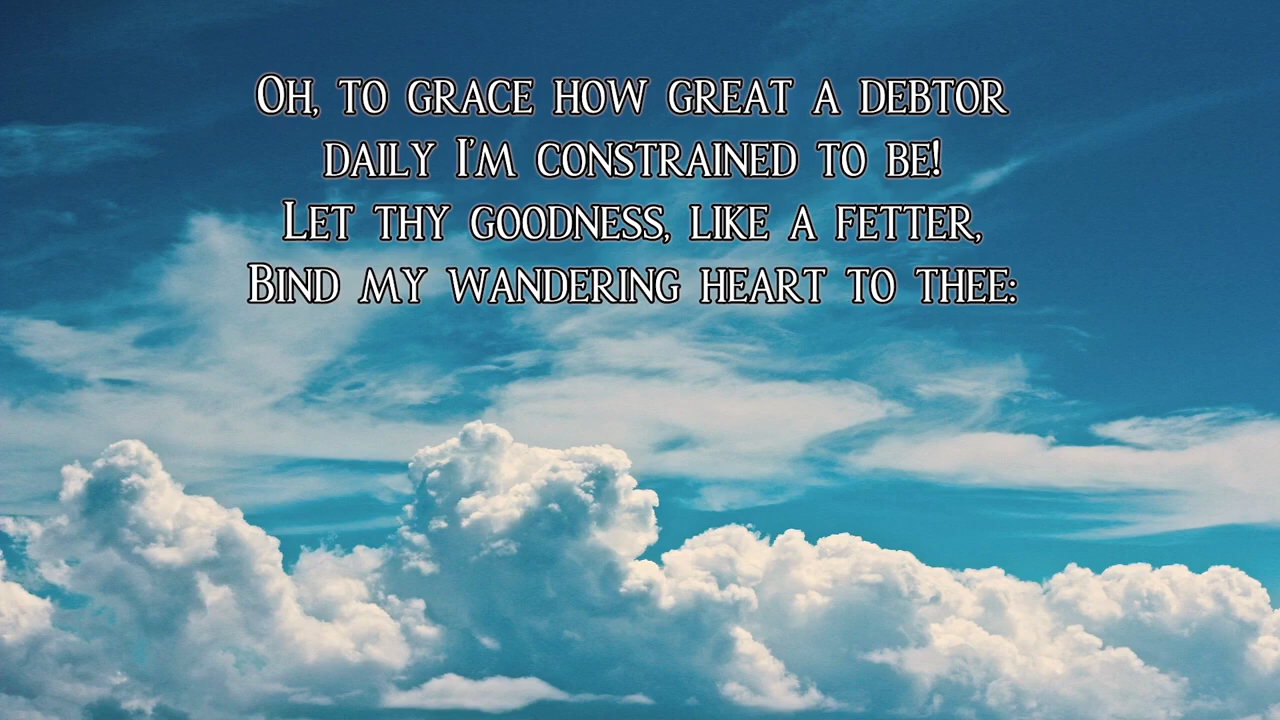 Oh, to grace how great a debtor
daily I'm constrained to be!
Let thy goodness, like a fetter,
Bind my wandering heart to thee: